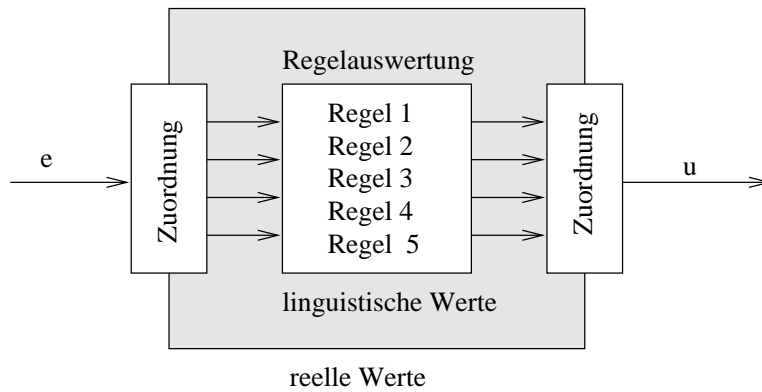 Regelauswertung
e
Zuordnung
Regel 1
Regel 2
Regel 3
Regel 4
Regel 5
Zuordnung
u
linguistische Werte
reelle Werte